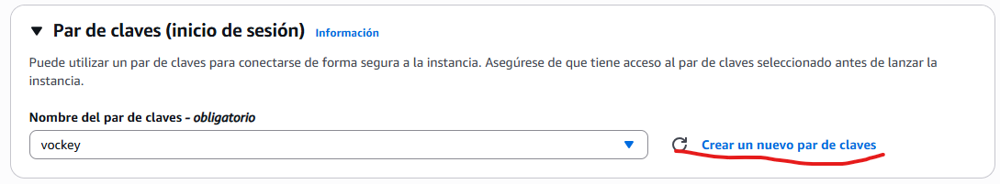 Par de claves (inicio de sesión) Información
Puede utilizar un par de claves para conectarse de forma segura a la instancia. Asegúrese de que tiene acceso al par de claves seleccionado antes de lanzar la
instancia.
Nombre del par de claves - obligatorio
vockey
Crear un nuevo par de claves